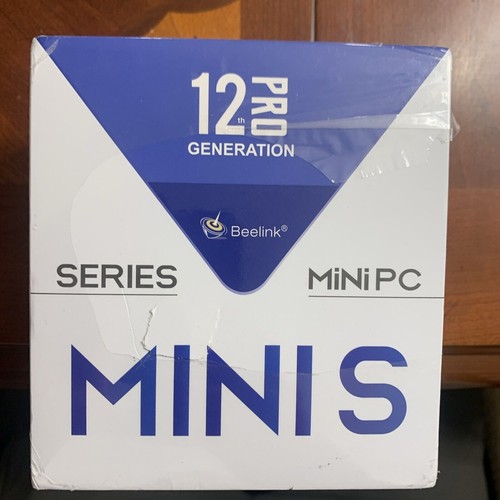 12th PRO
GENERATION
Beelink®
SERIES
MiNi PC
MINI S